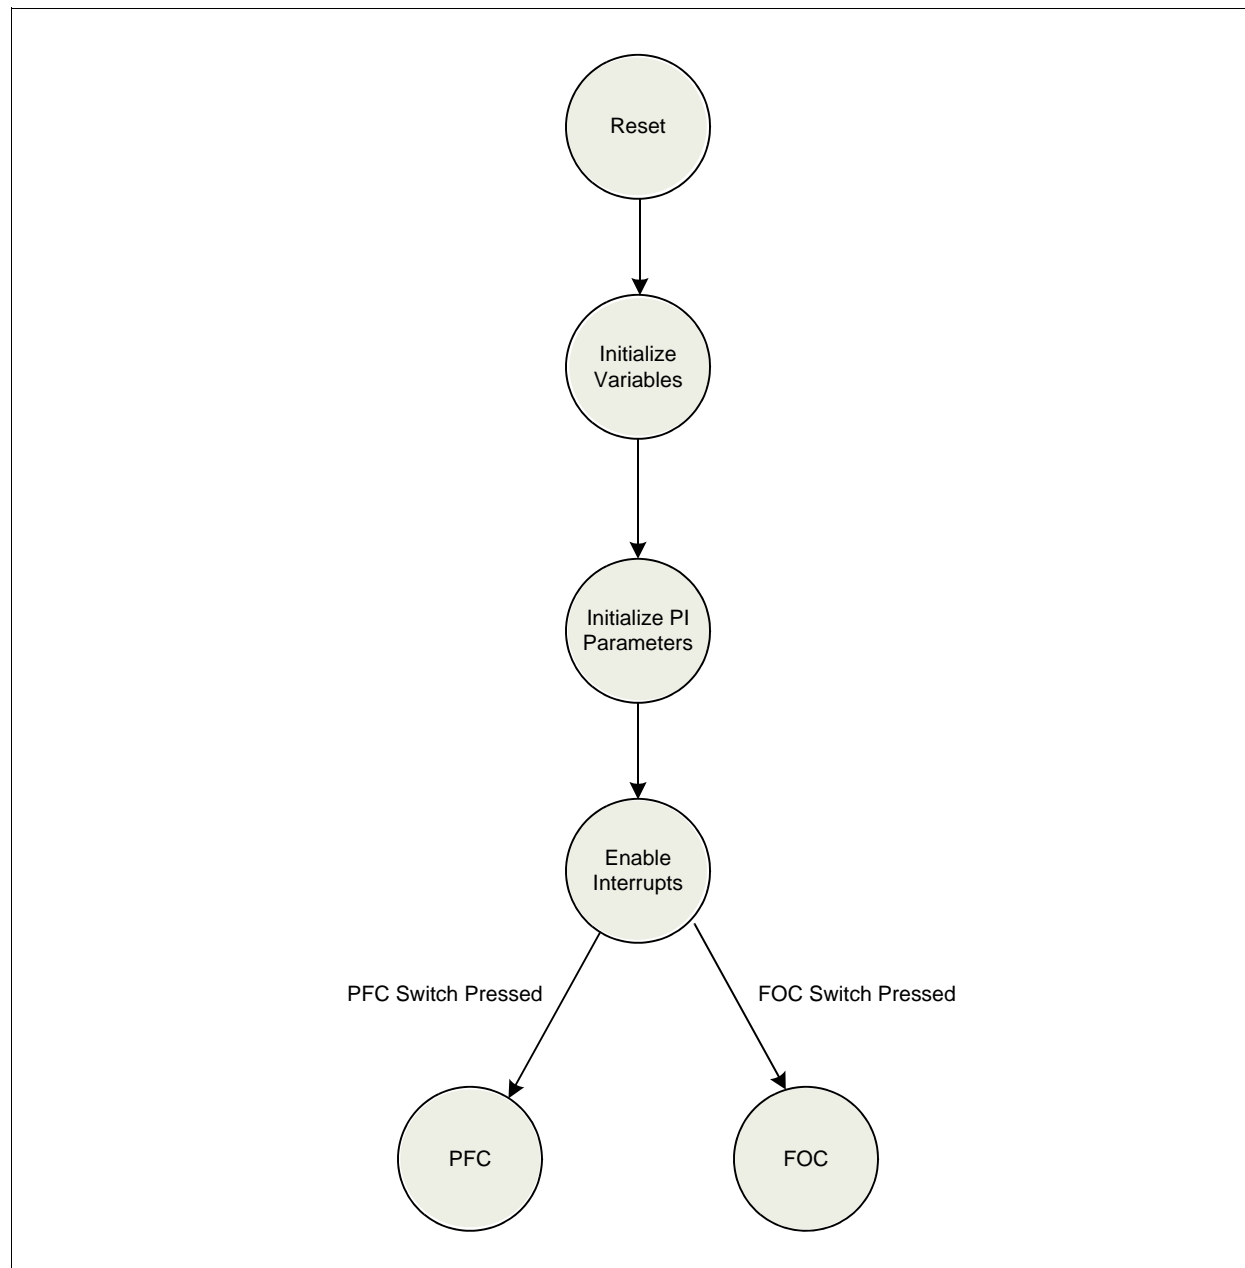 Reset
Initialize
Variables
Initialize PI
Parameters
Enable
Interrupts
PFC Switch Pressed
FOC Switch Pressed
PFC
FOC